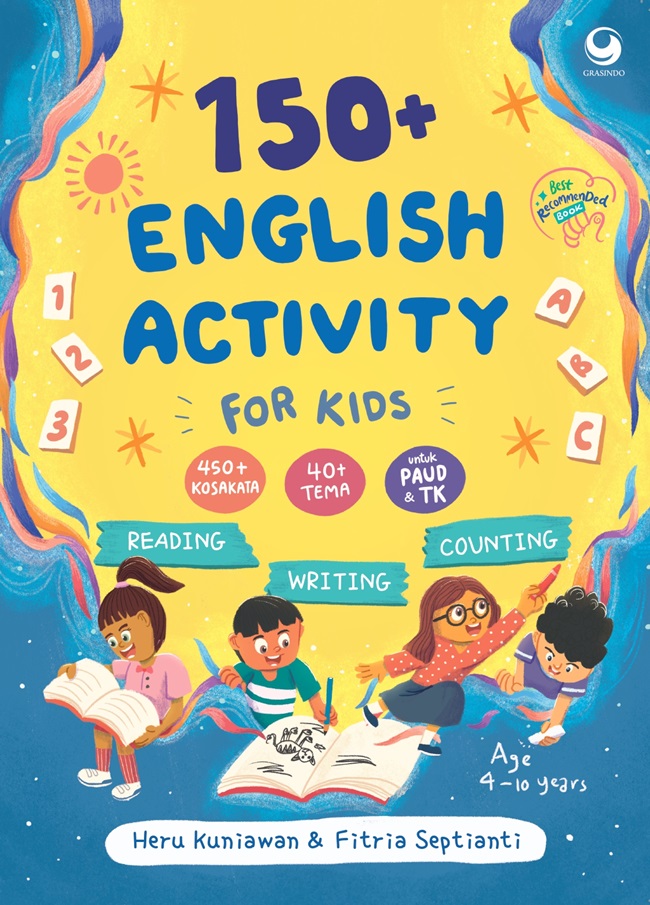 GRASINDO
150+
ENGLISH
ACTIVITY
FOR KIDS
Best
RecommenDed
BOOK
1
2
3
A
B
C
450+
KOSAKATA
40+
TEMA
untuk
PAUD
& TK
READING
WRITING
COUNTING
Age
4-10 years
Heru Kuniawan & Fitria Septianti